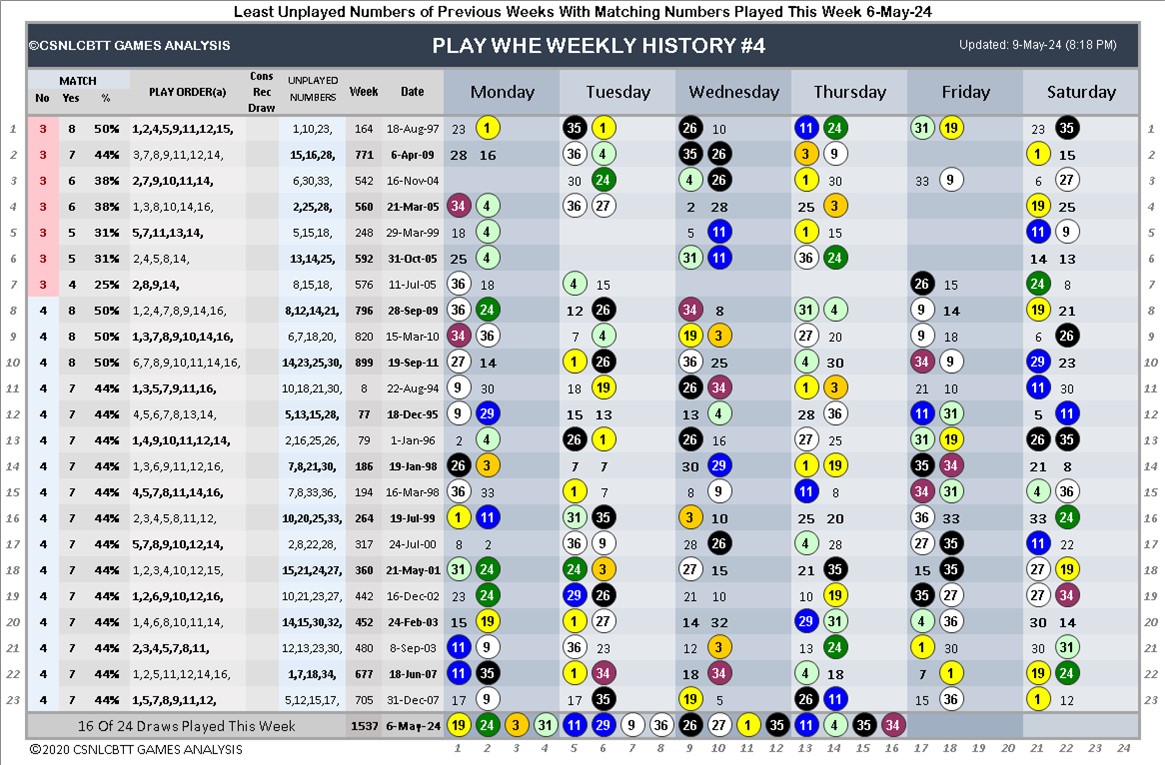 Least Unplayed Numbers of Previous Weeks With Matching Numbers Played This Week 6-May-24
©CSNLCBTT GAMES ANALYSIS PLAY WHE WEEKLY HISTORY #4 Updated: 9-May-24 (8:18 PM)
MATCH Cons Rec Draw UNPLAYED NUMBERS
No Yes % PLAY ORDER(a) Week Date Monday Tuesday Wednesday Thursday Friday Saturday
1 3 8 50% 1,2,4,5,9,11,12,15, 1,10,23, 164 18-Aug-97 23 1 35 1 26 10 11 24 31 19 23 35 1
2 3 7 44% 3,7,8,9,11,12,14, 15,16,28, 771 6-Apr-09 28 16 36 4 35 26 3 9 1 15 2
3 3 6 38% 2,7,9,10,11,14, 6,30,33, 542 16-Nov-04 30 24 4 26 1 30 33 9 6 27 3
4 3 6 38% 1,3,8,10,14,16, 2,25,28, 560 21-Mar-05 34 4 36 27 2 28 25 3 19 25 4
5 3 5 31% 5,7,11,13,14, 5,15,18, 248 29-Mar-99 18 4 5 11 1 15 11 9 5
6 3 5 31% 2,4,5,8,14, 13,14,25, 592 31-Oct-05 25 4 31 11 36 24 14 13 6
7 3 4 25% 2,8,9,14, 8,15,18, 576 11-Jul-05 36 18 4 15 26 15 24 8 7
8 4 8 50% 1,2,4,7,8,9,14,16, 8,12,14,21, 796 28-Sep-09 36 24 12 26 34 8 31 4 9 14 19 21 8
9 4 8 50% 1,3,7,8,9,10,14,16, 6,7,18,20, 820 15-Mar-10 34 36 7 4 19 3 27 20 9 18 6 26 9
10 4 8 50% 6,7,8,9,10,11,14,16, 14,23,25,30, 899 19-Sep-11 27 14 1 26 36 25 4 30 34 9 29 23 10
11 4 7 44% 1,3,5,7,9,11,16, 10,18,21,30, 8 22-Aug-94 9 30 18 19 26 34 1 3 21 10 11 30 11
12 4 7 44% 4,5,6,7,8,13,14, 5,13,15,28, 77 18-Dec-95 9 29 15 13 13 4 28 36 11 31 5 11 12
13 4 7 44% 1,4,9,10,11,12,14, 2,16,25,26, 79 1-Jan-96 2 4 26 1 26 16 27 25 31 19 26 35 13
14 4 7 44% 1,3,6,9,11,12,16, 7,8,21,30, 186 19-Jan-98 26 3 7 7 30 29 1 19 35 34 21 8 14
15 4 7 44% 4,5,7,8,11,14,16, 7,8,33,36, 194 16-Mar-98 36 33 1 7 8 9 11 8 34 31 4 36 15
16 4 7 44% 2,3,4,5,8,11,12, 10,20,25,33, 264 19-Jul-99 1 11 31 35 3 10 25 20 36 33 33 24 16
17 4 7 44% 5,7,8,9,10,12,14, 2,8,22,28, 317 24-Jul-00 8 2 36 9 28 26 4 28 27 35 11 22 17
18 4 7 44% 1,2,3,4,10,12,15, 15,21,24,27, 360 21-May-01 31 24 24 3 27 15 21 35 15 35 27 19 18
19 4 7 44% 1,2,6,9,10,12,16, 10,21,23,27, 442 16-Dec-02 23 24 29 26 21 10 10 19 35 27 27 34 19
20 4 7 44% 1,4,6,8,10,11,14, 14,15,30,32, 452 24-Feb-03 15 19 1 27 14 32 29 31 4 36 30 14 20
21 4 7 44% 2,3,4,5,7,8,11, 12,13,23,30, 480 8-Sep-03 11 9 36 23 12 3 13 24 1 30 30 31 21
22 4 7 44% 1,2,5,11,12,14,16, 1,7,18,34, 677 18-Jun-07 11 35 1 34 18 34 4 18 7 1 19 24 22
23 4 7 44% 1,5,7,8,9,11,12, 5,12,15,17, 705 31-Dec-07 17 9 17 35 19 5 26 11 15 36 1 12 23
16 Of 24 Draws Played This Week 1537 6-May-24 19 24 3 31 11 29 9 36 26 27 1 35 11 4 35 34
©2020 CSNLCBTT GAMES ANALYSIS 1 2 3 4 5 6 7 8 9 10 11 12 13 14 15 16 17 18 19 20 21 22 23 24